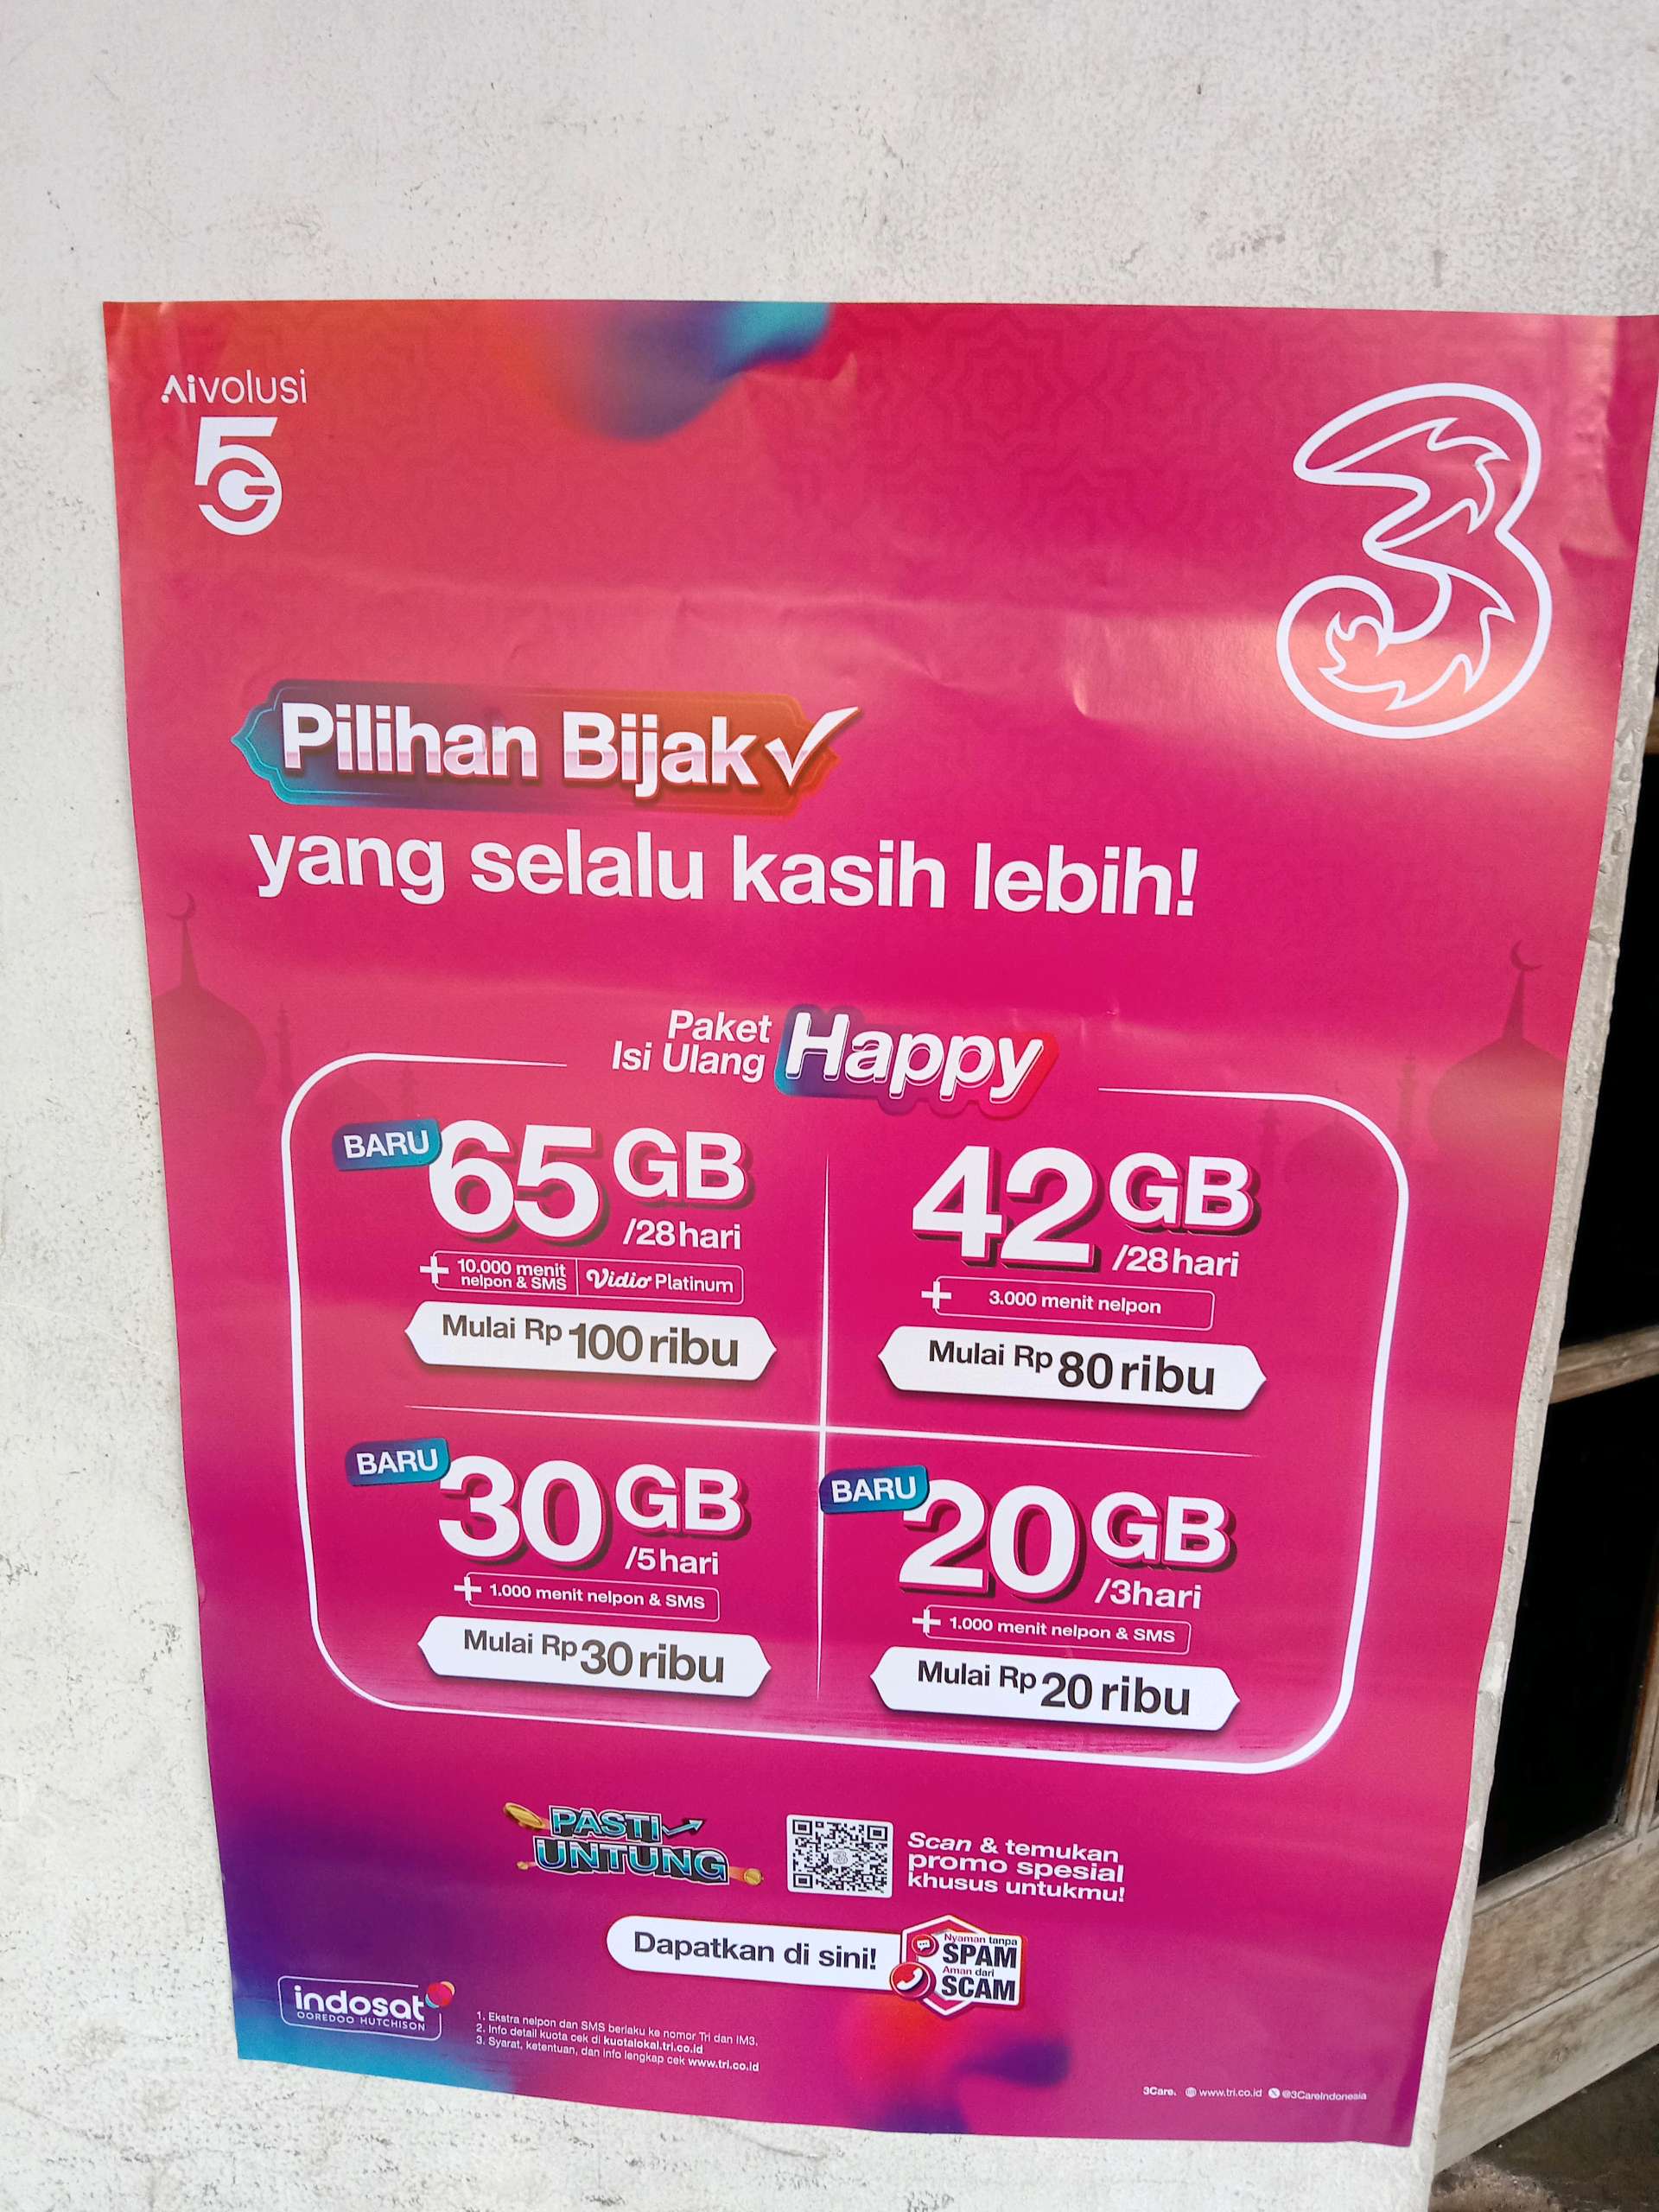 Aivolusi
5G
3
Pilihan Bijak
yang selalu kasih lebih!
Paket
Isi Ulang
Happy
BARU
65 GB
/28 hari
+ 10.000 menit
nelpon & SMS
Vidio Platinum
Mulai Rp 100 ribu
42 GB
/28 hari
+ 3.000 menit nelpon
Mulai Rp 80 ribu
BARU
30 GB
/5 hari
+ 1.000 menit nelpon & SMS
Mulai Rp 30 ribu
BARU
20 GB
/3 hari
+ 1.000 menit nelpon & SMS
Mulai Rp 20 ribu
PASTI
UNTUNG
Scan & temukan
promo spesial
khusus untukmu!
Dapatkan di sini!
Nyaman tanpa
SPAM
Aman dari
SCAM
indosat
OOREDOO HUTCHISON
1. Ekstra nelpon dan SMS berlaku ke nomor Tri dan IM3.
2. Info detail kuota cek di kuotalokal.tri.co.id
3. Syarat, ketentuan, dan info lengkap cek www.tri.co.id
3Care. www.tri.co.id @3CareIndonesia